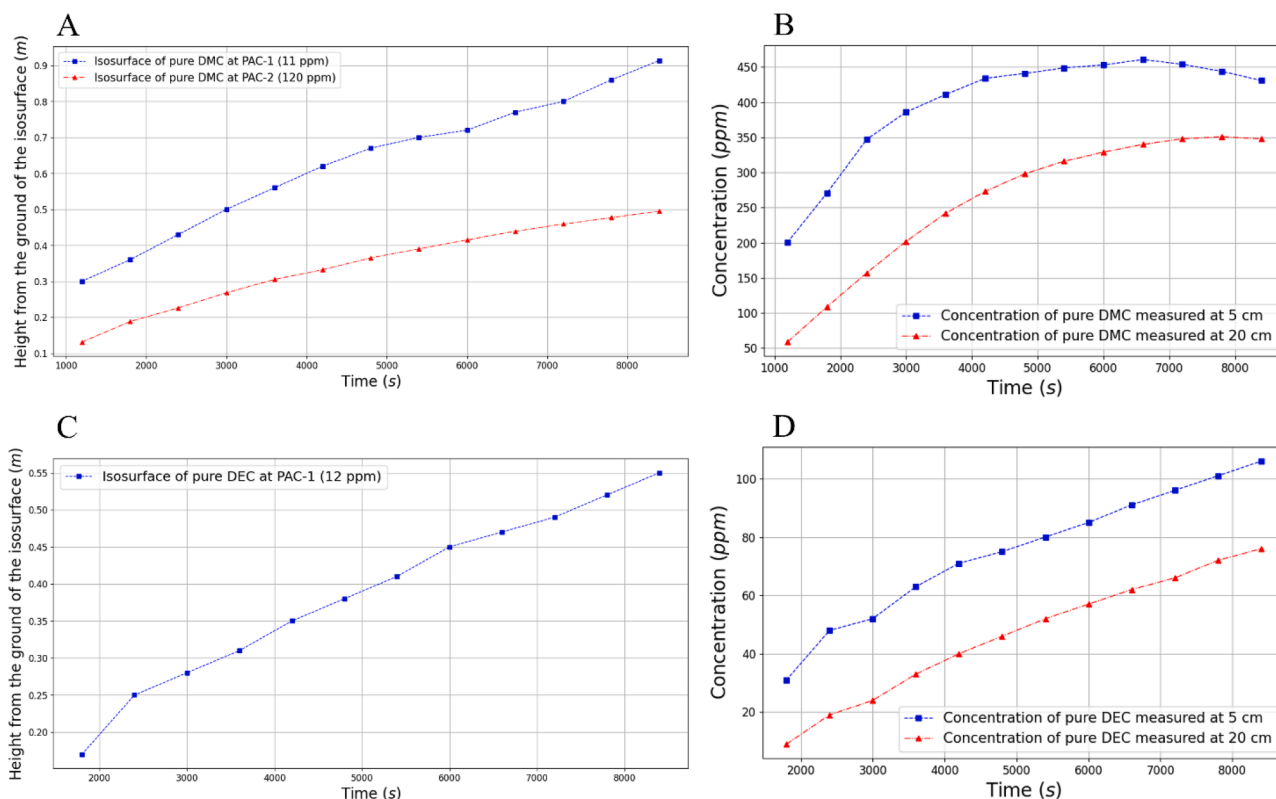 A
Isosurface of pure DMC at PAC-1 (11 ppm)
Isosurface of pure DMC at PAC-2 (120 ppm)
Height from the ground of the isosurface (m)
0.9
0.8
0.7
0.6
0.5
0.4
0.3
0.2
0.1
1000 2000 3000 4000 5000 6000 7000 8000
Time (s)
B
Concentration (ppm)
450
400
350
300
250
200
150
100
50
Concentration of pure DMC measured at 5 cm
Concentration of pure DMC measured at 20 cm
1000 2000 3000 4000 5000 6000 7000 8000
Time (s)
C
Isosurface of pure DEC at PAC-1 (12 ppm)
Height from the ground of the isosurface (m)
0.55
0.50
0.45
0.40
0.35
0.30
0.25
0.20
2000 3000 4000 5000 6000 7000 8000
Time (s)
D
Concentration (ppm)
100
80
60
40
20
Concentration of pure DEC measured at 5 cm
Concentration of pure DEC measured at 20 cm
2000 3000 4000 5000 6000 7000 8000
Time (s)